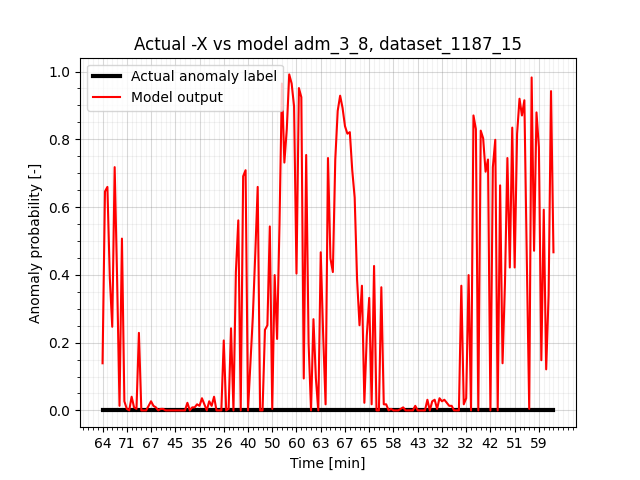 Actual -X vs model adm_3_8, dataset_1187_15
Actual anomaly label
Model output
Anomaly probability [-]
1.0
0.8
0.6
0.4
0.2
0.0
64 71 67 45 35 26 40 50 60 63 67 65 58 43 32 32 42 51 59
Time [min]